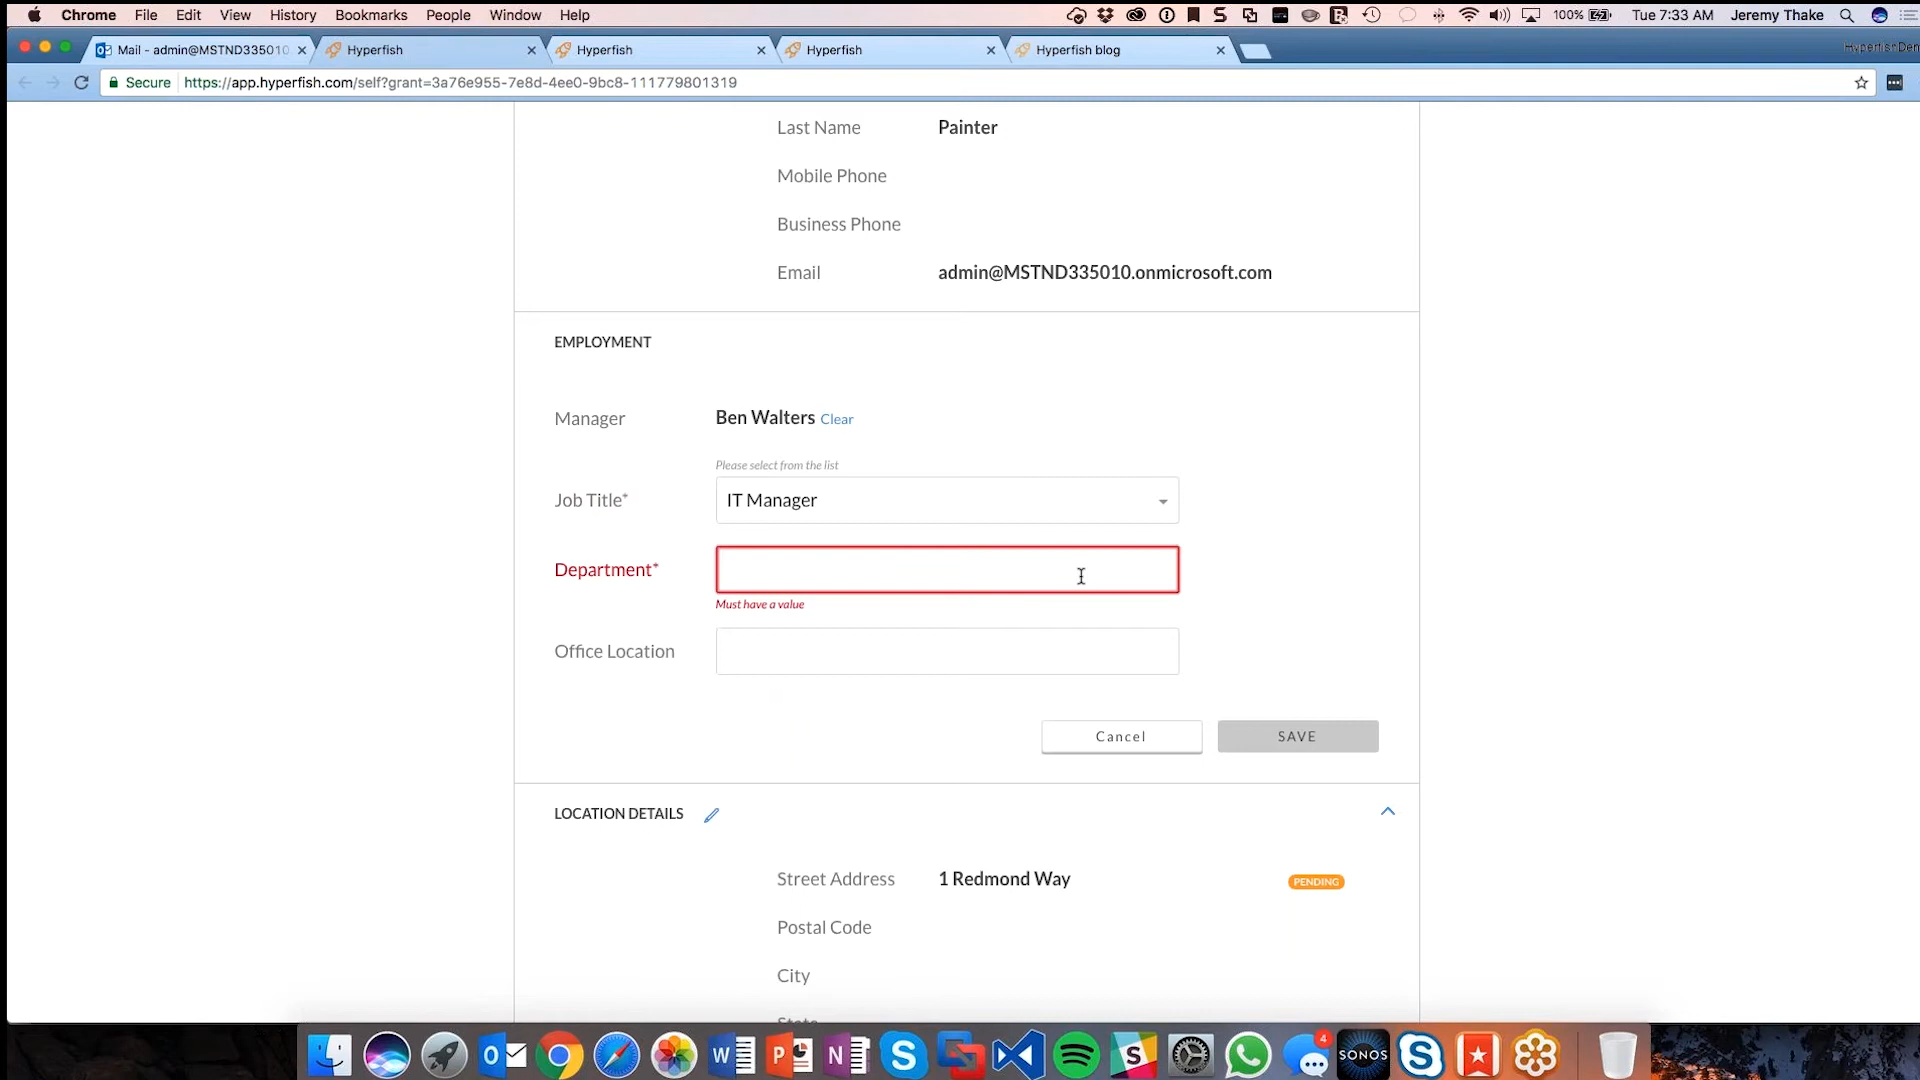 Chrome File Edit View History Bookmarks People Window Help 100% Tue 7:33 AM Jeremy Thake
Mail - admin@MSTND335010 Hyperfish Hyperfish Hyperfish Hyperfish blog
Secure https://app.hyperfish.com/self?grant=3a76e955-7e8d-4ee0-9bc8-111779801319
Last Name Painter
Mobile Phone
Business Phone
Email admin@MSTND335010.onmicrosoft.com
EMPLOYMENT
Manager Ben Walters Clear
Please select from the list
Job Title* IT Manager
Department*
Must have a value
Office Location
Cancel SAVE
LOCATION DETAILS
Street Address 1 Redmond Way PENDING
Postal Code
City
State
4
SONOS